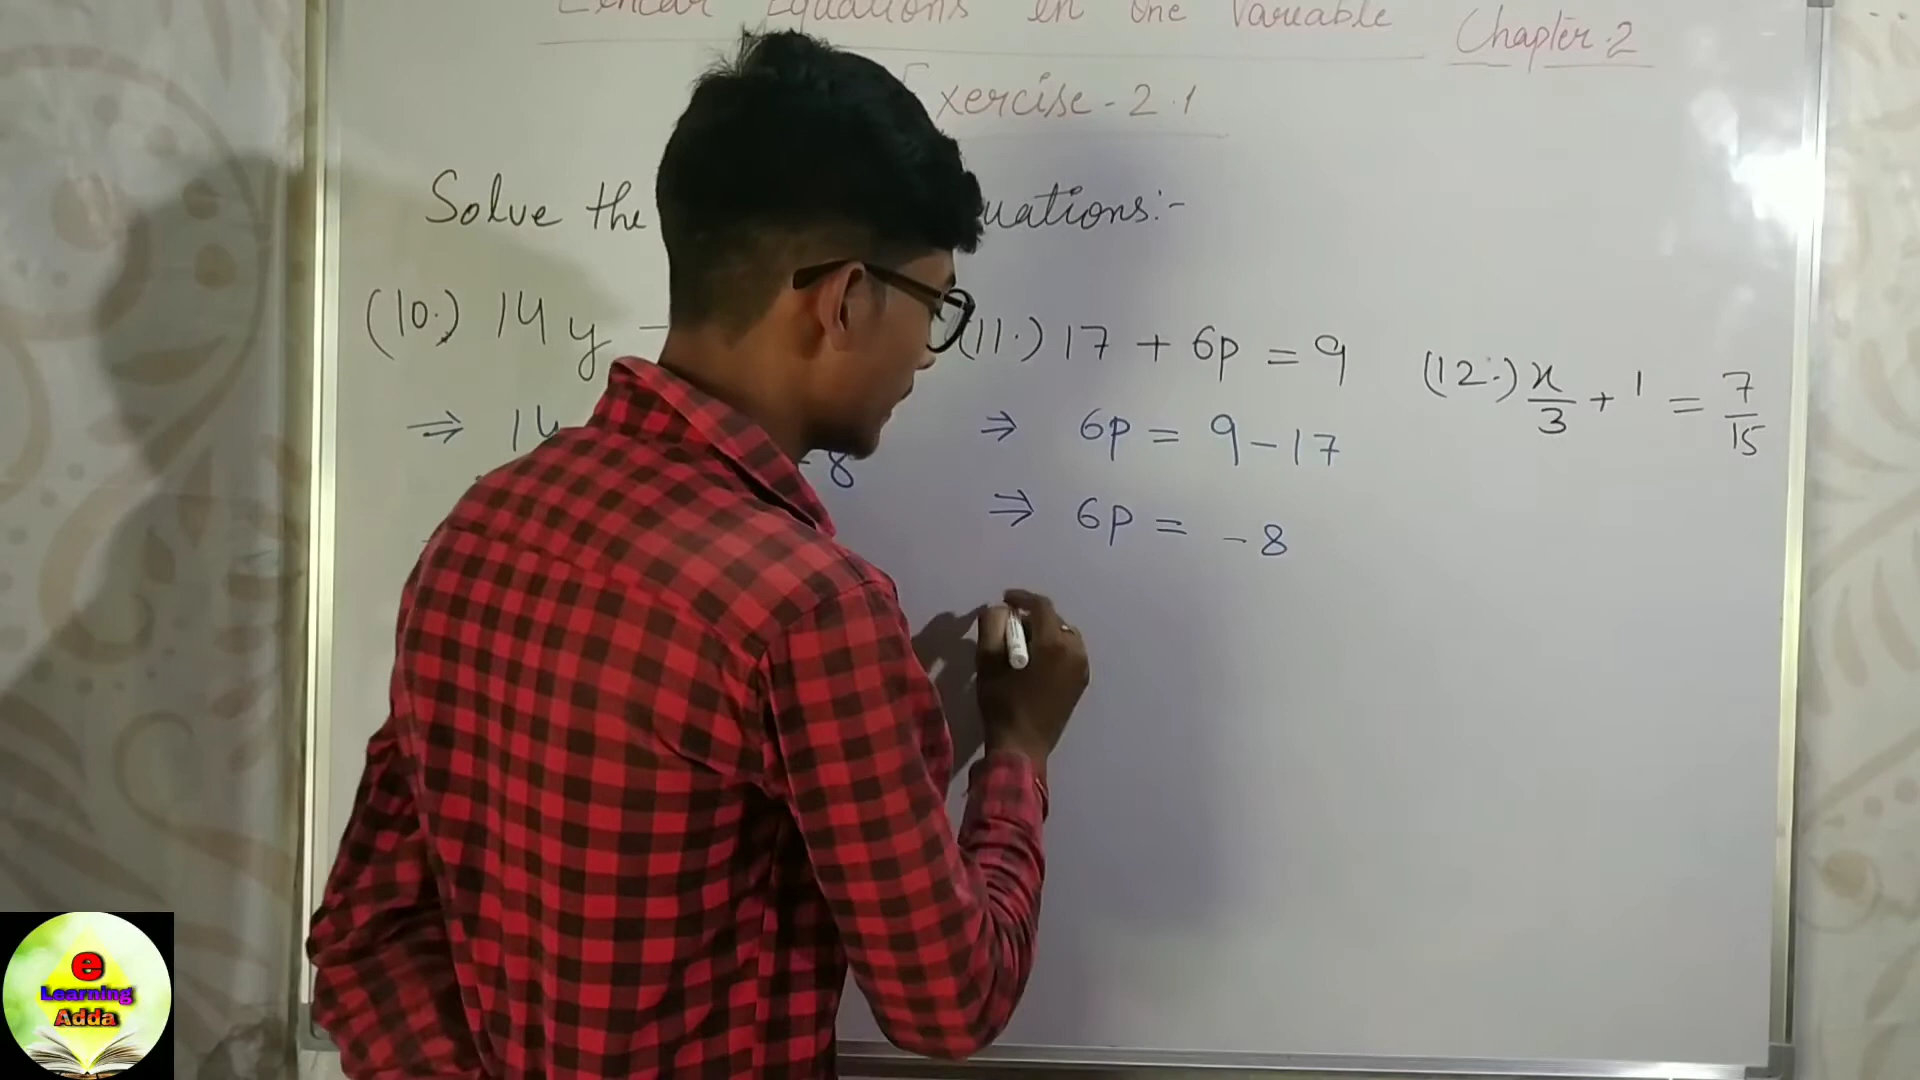 Linear Equations in One Variable Chapter.2
Exercise-2.1
Solve the uations:-
(10.) 14y -
⇒ 14
8
(11.) 17 + 6p = 9
⇒ 6p = 9-17
⇒ 6p = -8
(12.) x/3 + 1 = 7/15
e
Learning
Adda